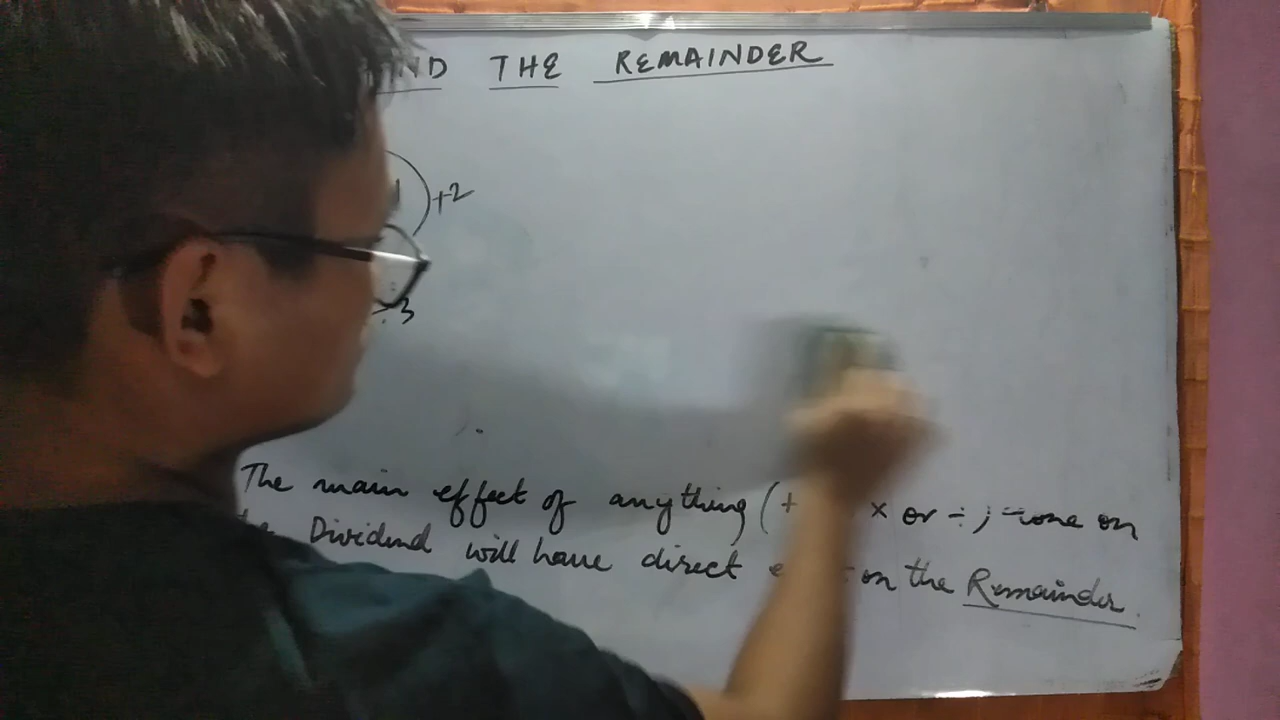 ND THE REMAINDER
)+2
3
The main effect of anything (+ × or ÷) done on
Dividend will have direct on the Remainder.